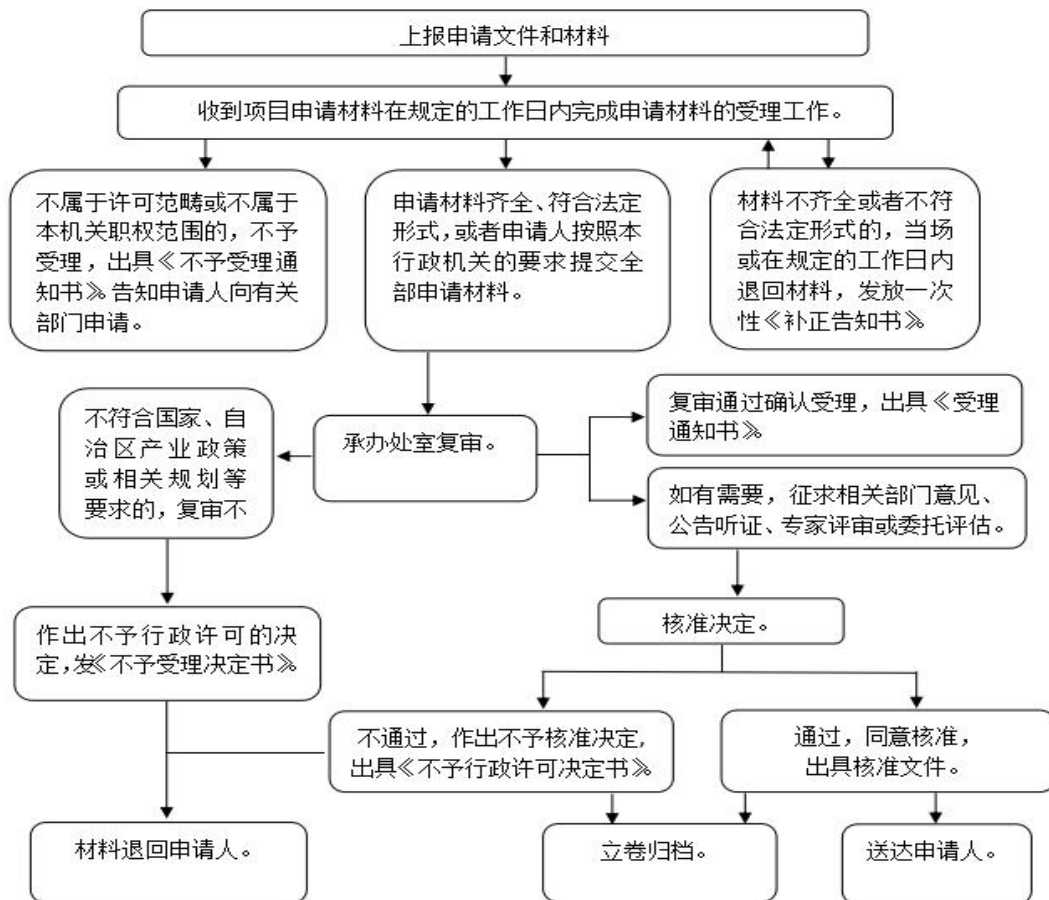 上报申请文件和材料
收到项目申请材料在规定的工作日内完成申请材料的受理工作。
不属于许可范畴或不属于
本机关职权范围的，不予
受理，出具《不予受理通
知书》告知申请人向有关
部门申请。
申请材料齐全、符合法定
形式，或者申请人按照本
行政机关的要求提交全
部申请材料。
材料不齐全或者不符
合法定形式的，当场
或在规定的工作日内
退回材料，发放一次
性《补正告知书》
不符合国家、自
治区产业政策
或相关规划等
要求的，复审不
承办处室复审。
复审通过确认受理，出具《受理
通知书》
如有需要，征求相关部门意见、
公告听证、专家评审或委托评估。
作出不予行政许可的决
定，发《不予受理决定书》
核准决定。
不通过，作出不予核准决定，
出具《不予行政许可决定书》
通过，同意核准，
出具核准文件。
材料退回申请人。
立卷归档。
送达申请人。